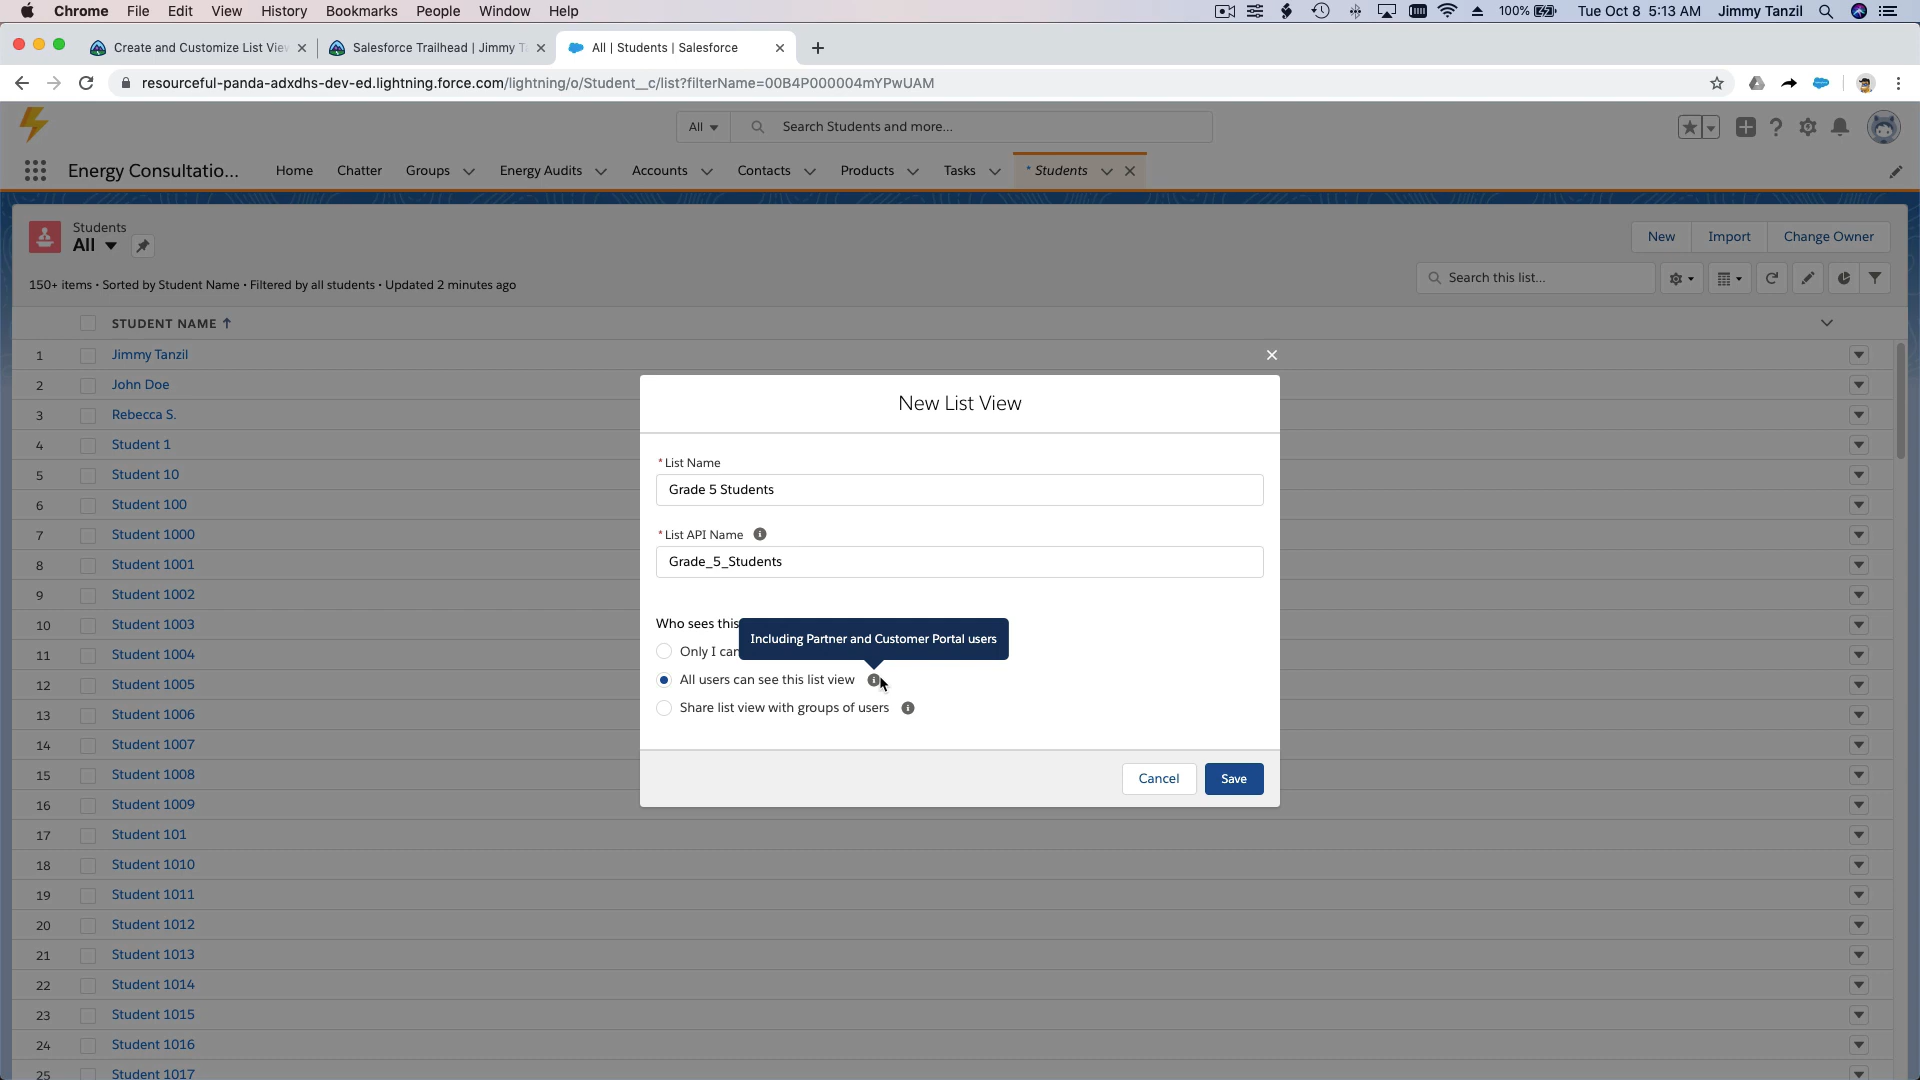 Chrome File Edit View History Bookmarks People Window Help 100% Tue Oct 8 5:13 AM Jimmy Tanzil
Create and Customize List Vie Salesforce Trailhead | Jimmy T All | Students | Salesforce
resourceful-panda-adxdhs-dev-ed.lightning.force.com/lightning/o/Student__c/list?filterName=00B4P000004mYPwUAM
All Search Students and more...
Energy Consultatio... Home Chatter Groups Energy Audits Accounts Contacts Products Tasks * Students
Students
All
New Import Change Owner
150+ items • Sorted by Student Name • Filtered by all students • Updated 2 minutes ago
Search this list...
STUDENT NAME
1 Jimmy Tanzil
2 John Doe
3 Rebecca S.
4 Student 1
5 Student 10
6 Student 100
7 Student 1000
8 Student 1001
9 Student 1002
10 Student 1003
11 Student 1004
12 Student 1005
13 Student 1006
14 Student 1007
15 Student 1008
16 Student 1009
17 Student 101
18 Student 1010
19 Student 1011
20 Student 1012
21 Student 1013
22 Student 1014
23 Student 1015
24 Student 1016
25 Student 1017
New List View
* List Name
Grade 5 Students
* List API Name
Grade_5_Students
Who sees this
Including Partner and Customer Portal users
Only I can
All users can see this list view
Share list view with groups of users
Cancel Save